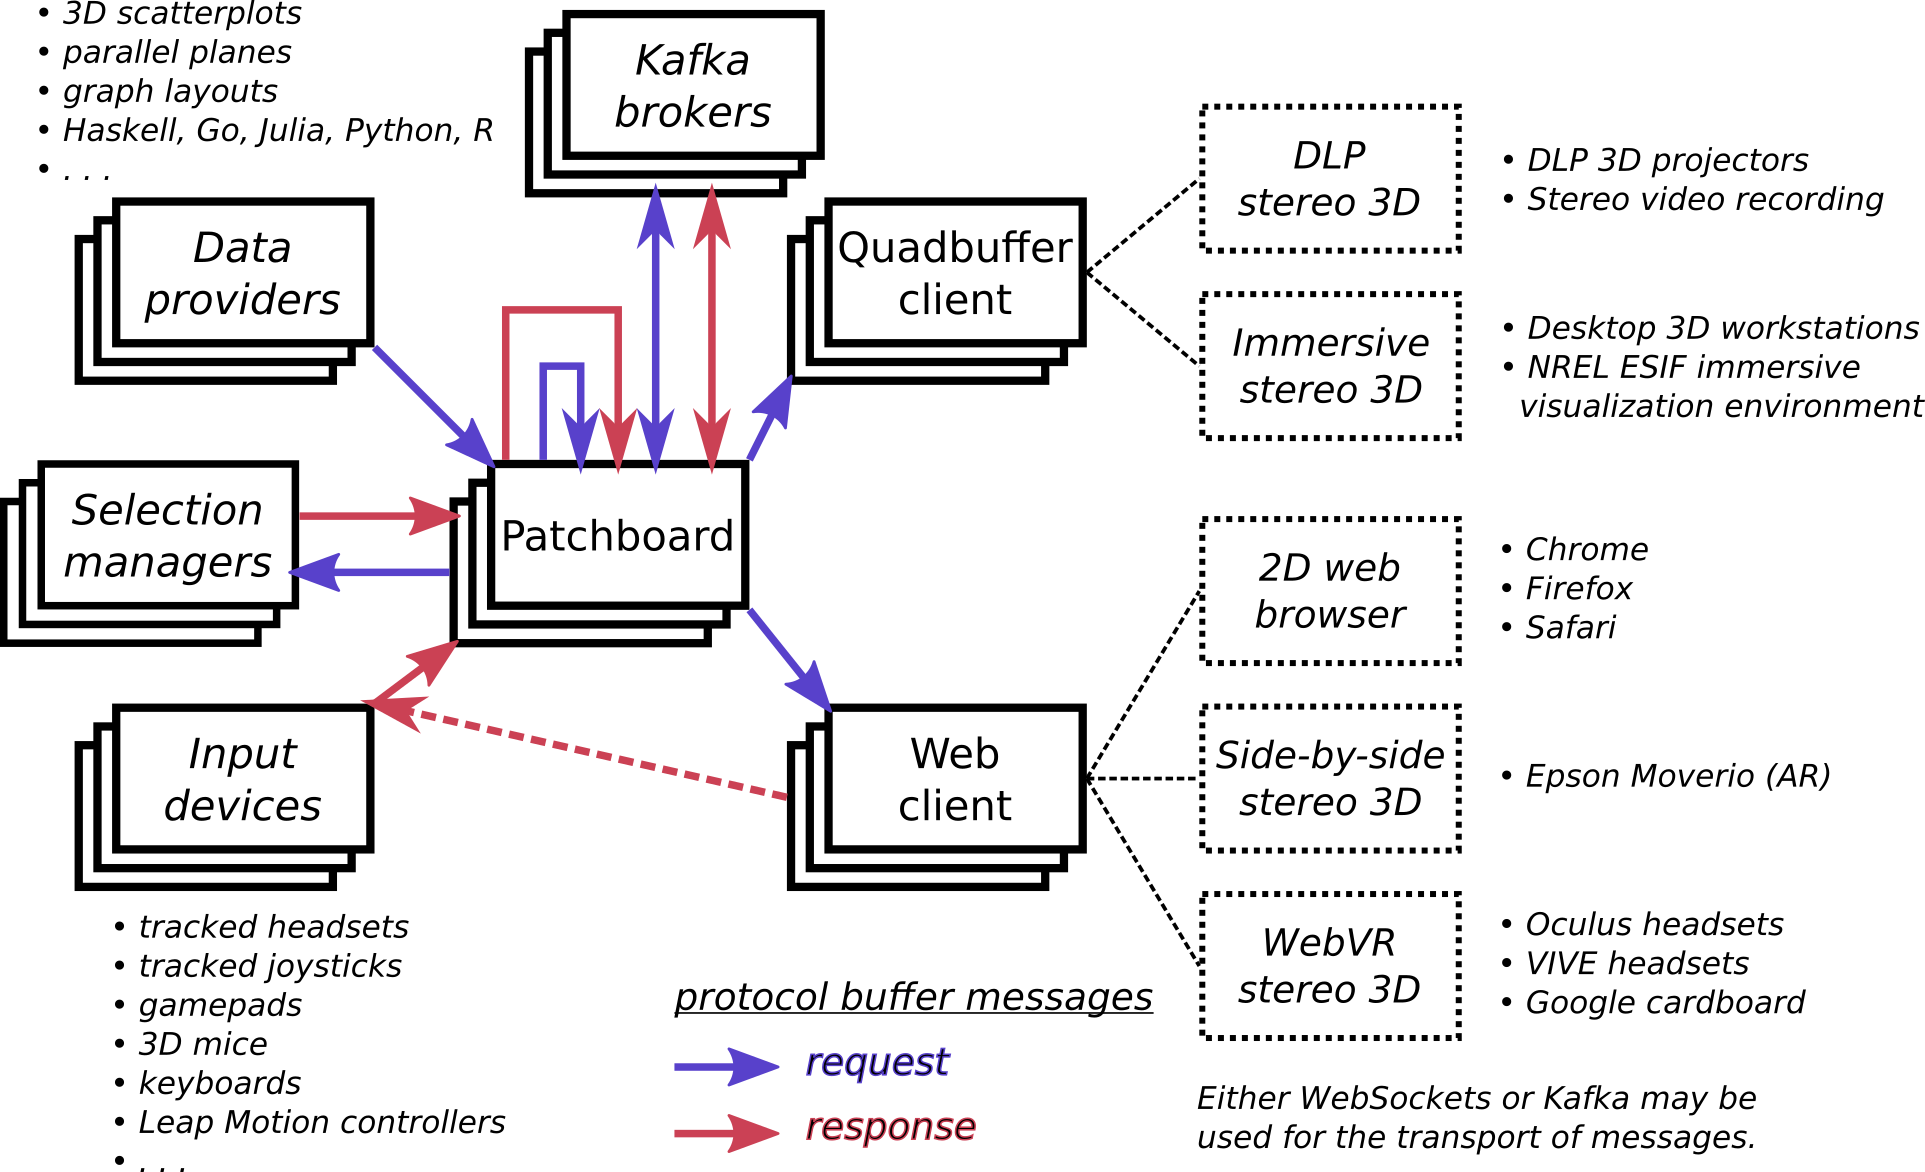 • 3D scatterplots
• parallel planes
• graph layouts
• Haskell, Go, Julia, Python, R
• . . .
Kafka
brokers
Data
providers
Quadbuffer
client
DLP
stereo 3D
• DLP 3D projectors
• Stereo video recording
Immersive
stereo 3D
• Desktop 3D workstations
• NREL ESIF immersive
visualization environment
Selection
managers
Patchboard
2D web
browser
• Chrome
• Firefox
• Safari
Input
devices
Web
client
Side-by-side
stereo 3D
• Epson Moverio (AR)
WebVR
stereo 3D
• Oculus headsets
• VIVE headsets
• Google cardboard
• tracked headsets
• tracked joysticks
• gamepads
• 3D mice
• keyboards
• Leap Motion controllers
• . . .
protocol buffer messages
request
response
Either WebSockets or Kafka may be
used for the transport of messages.